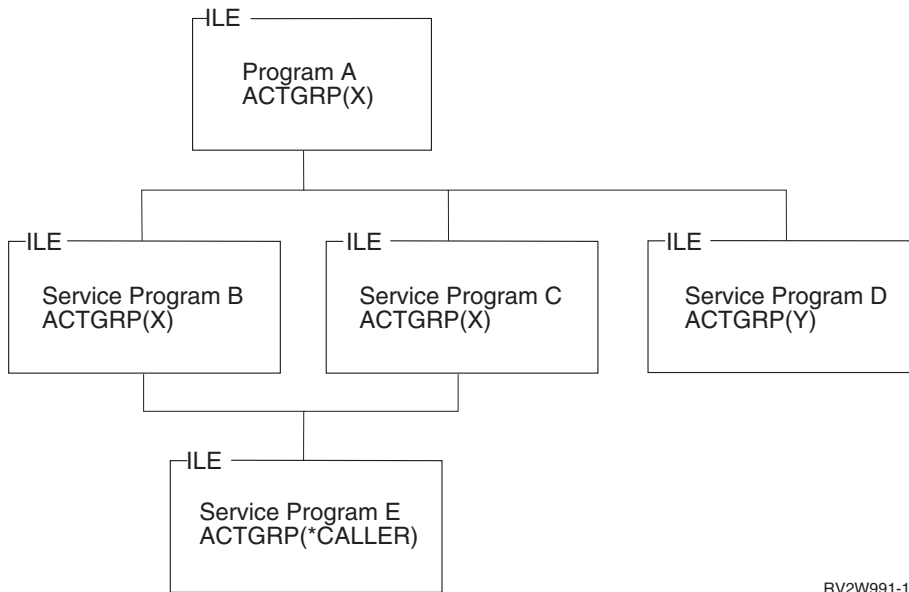 ILE
Program A
ACTGRP(X)
ILE
Service Program B
ACTGRP(X)
ILE
Service Program C
ACTGRP(X)
ILE
Service Program D
ACTGRP(Y)
ILE
Service Program E
ACTGRP(*CALLER)
RV2W991-1